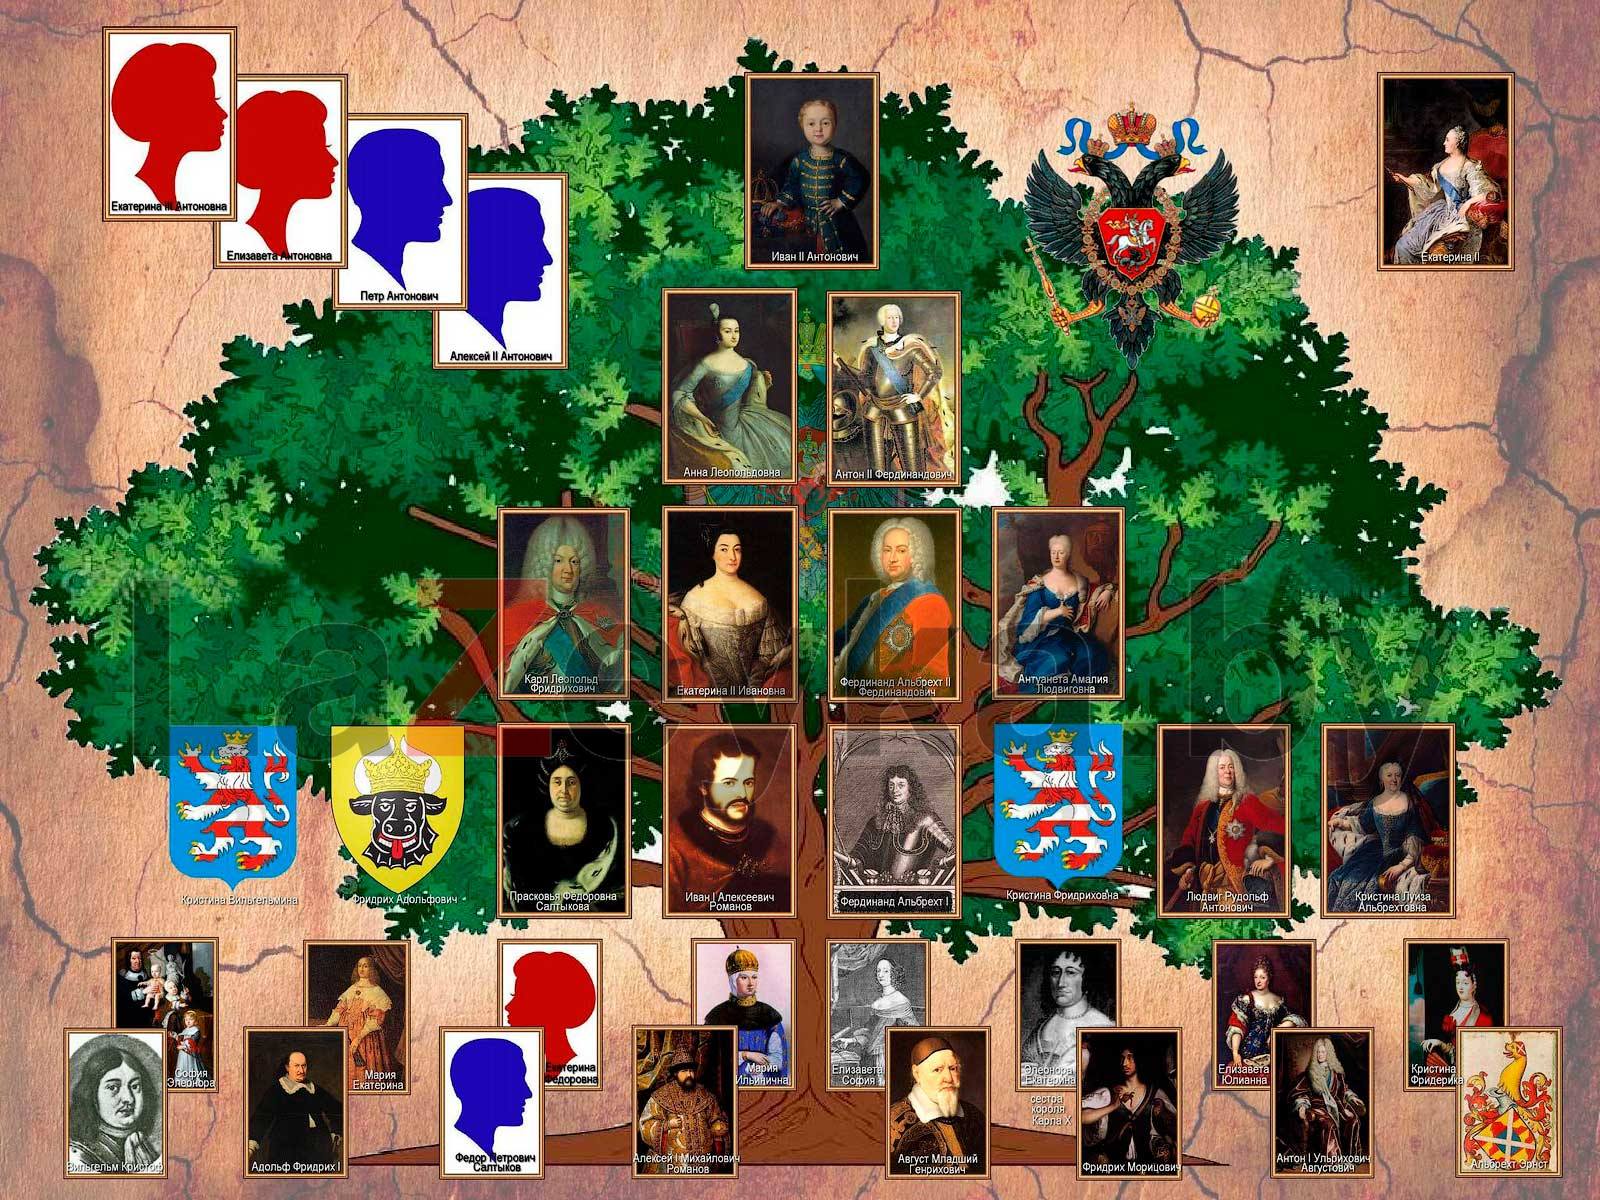 Екатерина III Антоновна
Елизавета Антоновна
Петр Антонович
Алексей II Антонович
Иван II Антонович
Екатерина II
Анна Леопольдовна
Антон II Фердинандович
Карл Леопольд
Фридрихович
Екатерина II Ивановна
Фердинанд Альбрехт II
Фердинандович
Антуанета Амалия
Людвиговна
LaZeyka.by
Кристина Вильгельмина
Фридрих Адольфович
Прасковья Федоровна
Салтыкова
Иван I Алексеевич
Романов
Фердинанд Альбрехт I
Кристина Фридриховна
Людвиг Рудольф
Антонович
Кристина Луиза
Альбрехтовна
София
Элеонора
Мария
Екатерина
Екатерина
Федоровна
Мария
Ильинична
Елизавета
София
Элеонора
Екатерина
сестра
короля
Карла X
Елизавета
Юлианна
Кристина
Фридерика
Вильгельм Кристоф
Адольф Фридрих I
Федор Петрович
Салтыков
Алексей I Михайлович
Романов
Август Младший
Генрихович
Фридрих Морицович
Антон I Ульрихович
Августович
Альбрехт Эрнст